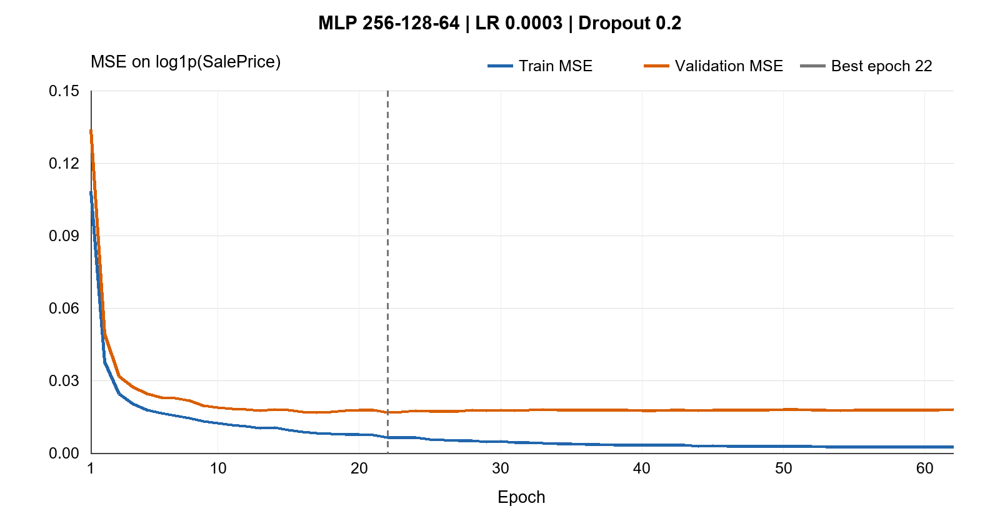 MLP 256-128-64 | LR 0.0003 | Dropout 0.2
MSE on log1p(SalePrice)
Train MSE
Validation MSE
Best epoch 22
0.15
0.12
0.09
0.06
0.03
0.00
1 10 20 30 40 50 60
Epoch